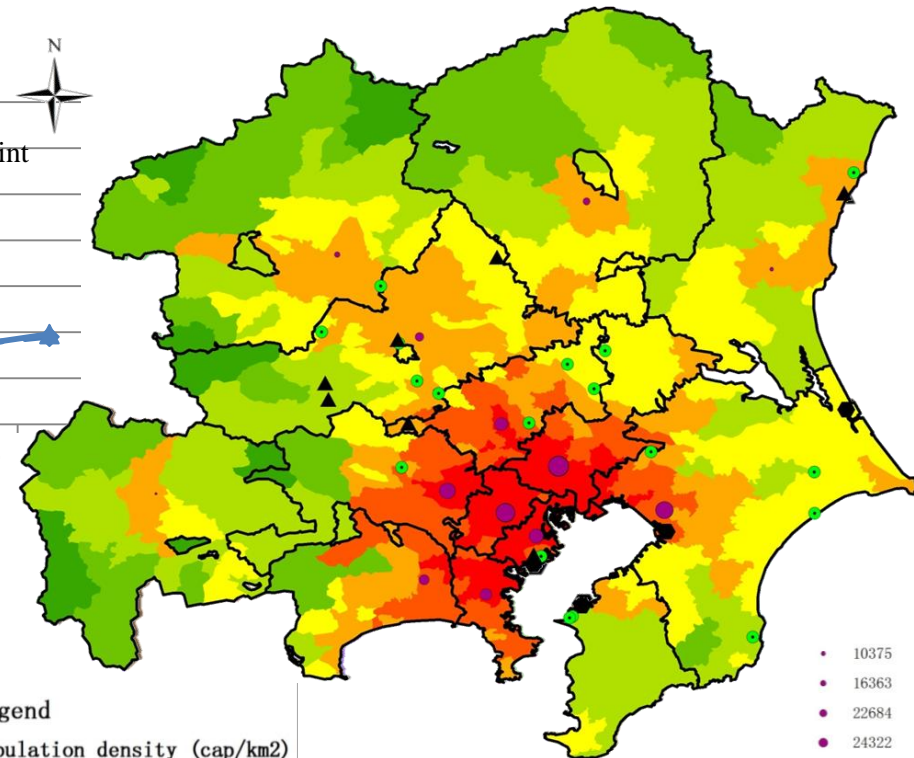 N
int
10375
16363
22684
24322
gend
pulation density (cap/km2)